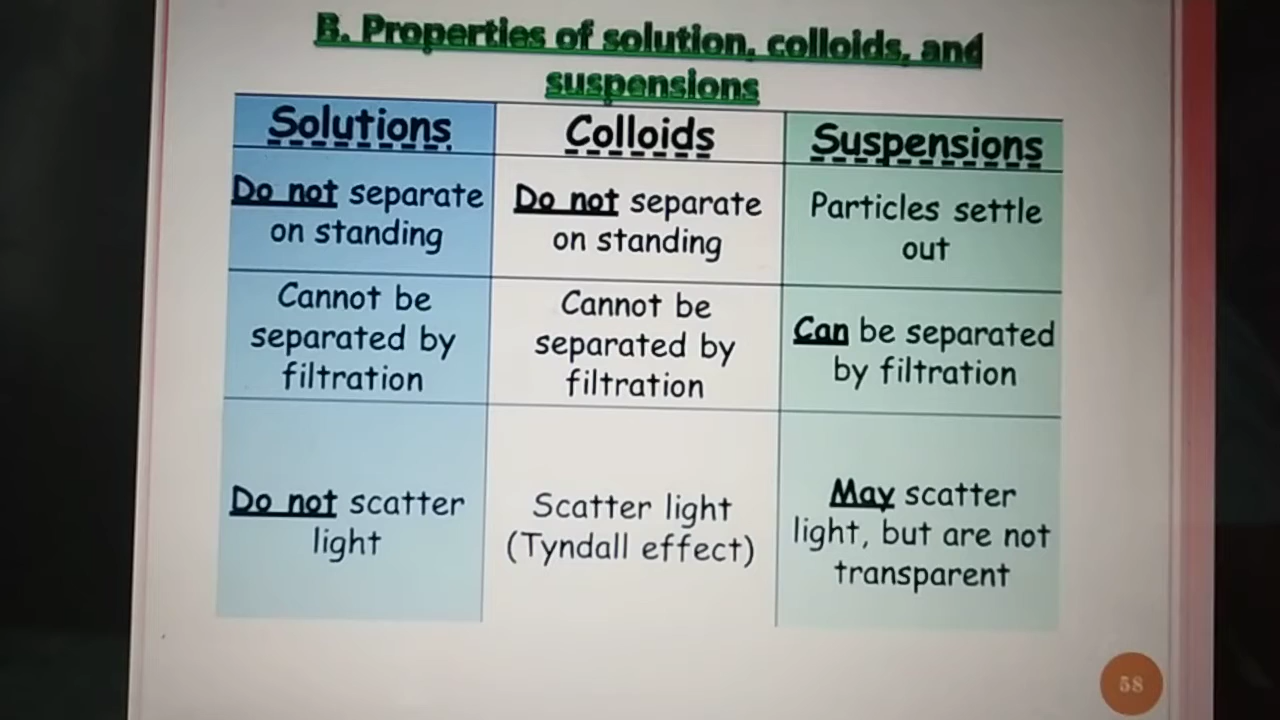 B. Properties of solution, colloids, and
suspensions
Solutions
Colloids
Suspensions
Do not separate
on standing
Do not separate
on standing
Particles settle
out
Cannot be
separated by
filtration
Cannot be
separated by
filtration
Can be separated
by filtration
Do not scatter
light
Scatter light
(Tyndall effect)
May scatter
light, but are not
transparent
58